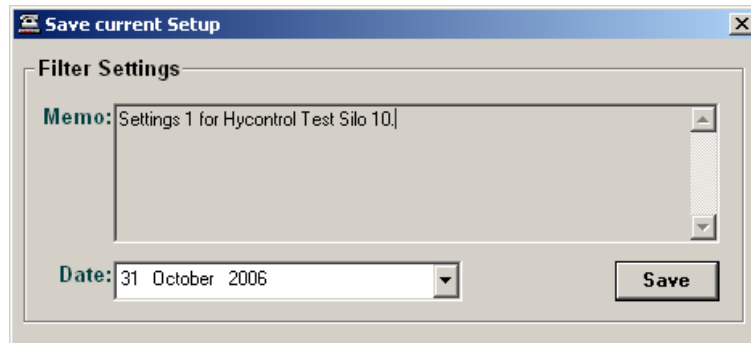 Save current Setup
Filter Settings
Memo: Settings 1 for Hycontrol Test Silo 10.
Date: 31 October 2006
Save